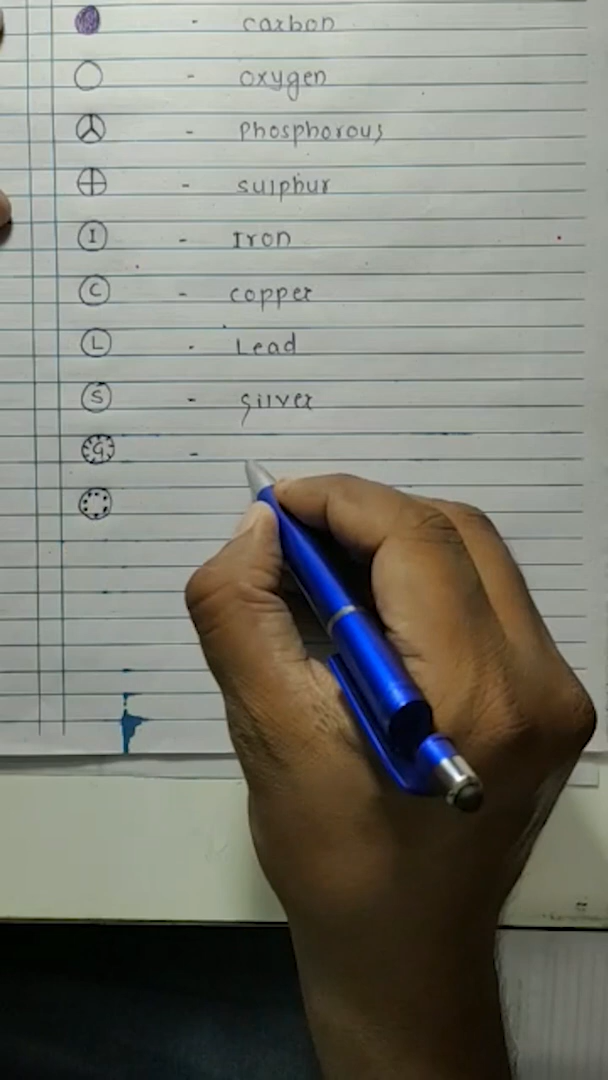 - carbon
- oxygen
- Phosphorous
- sulphur
I - Iron
C - copper
L - Lead
S - silver
G -